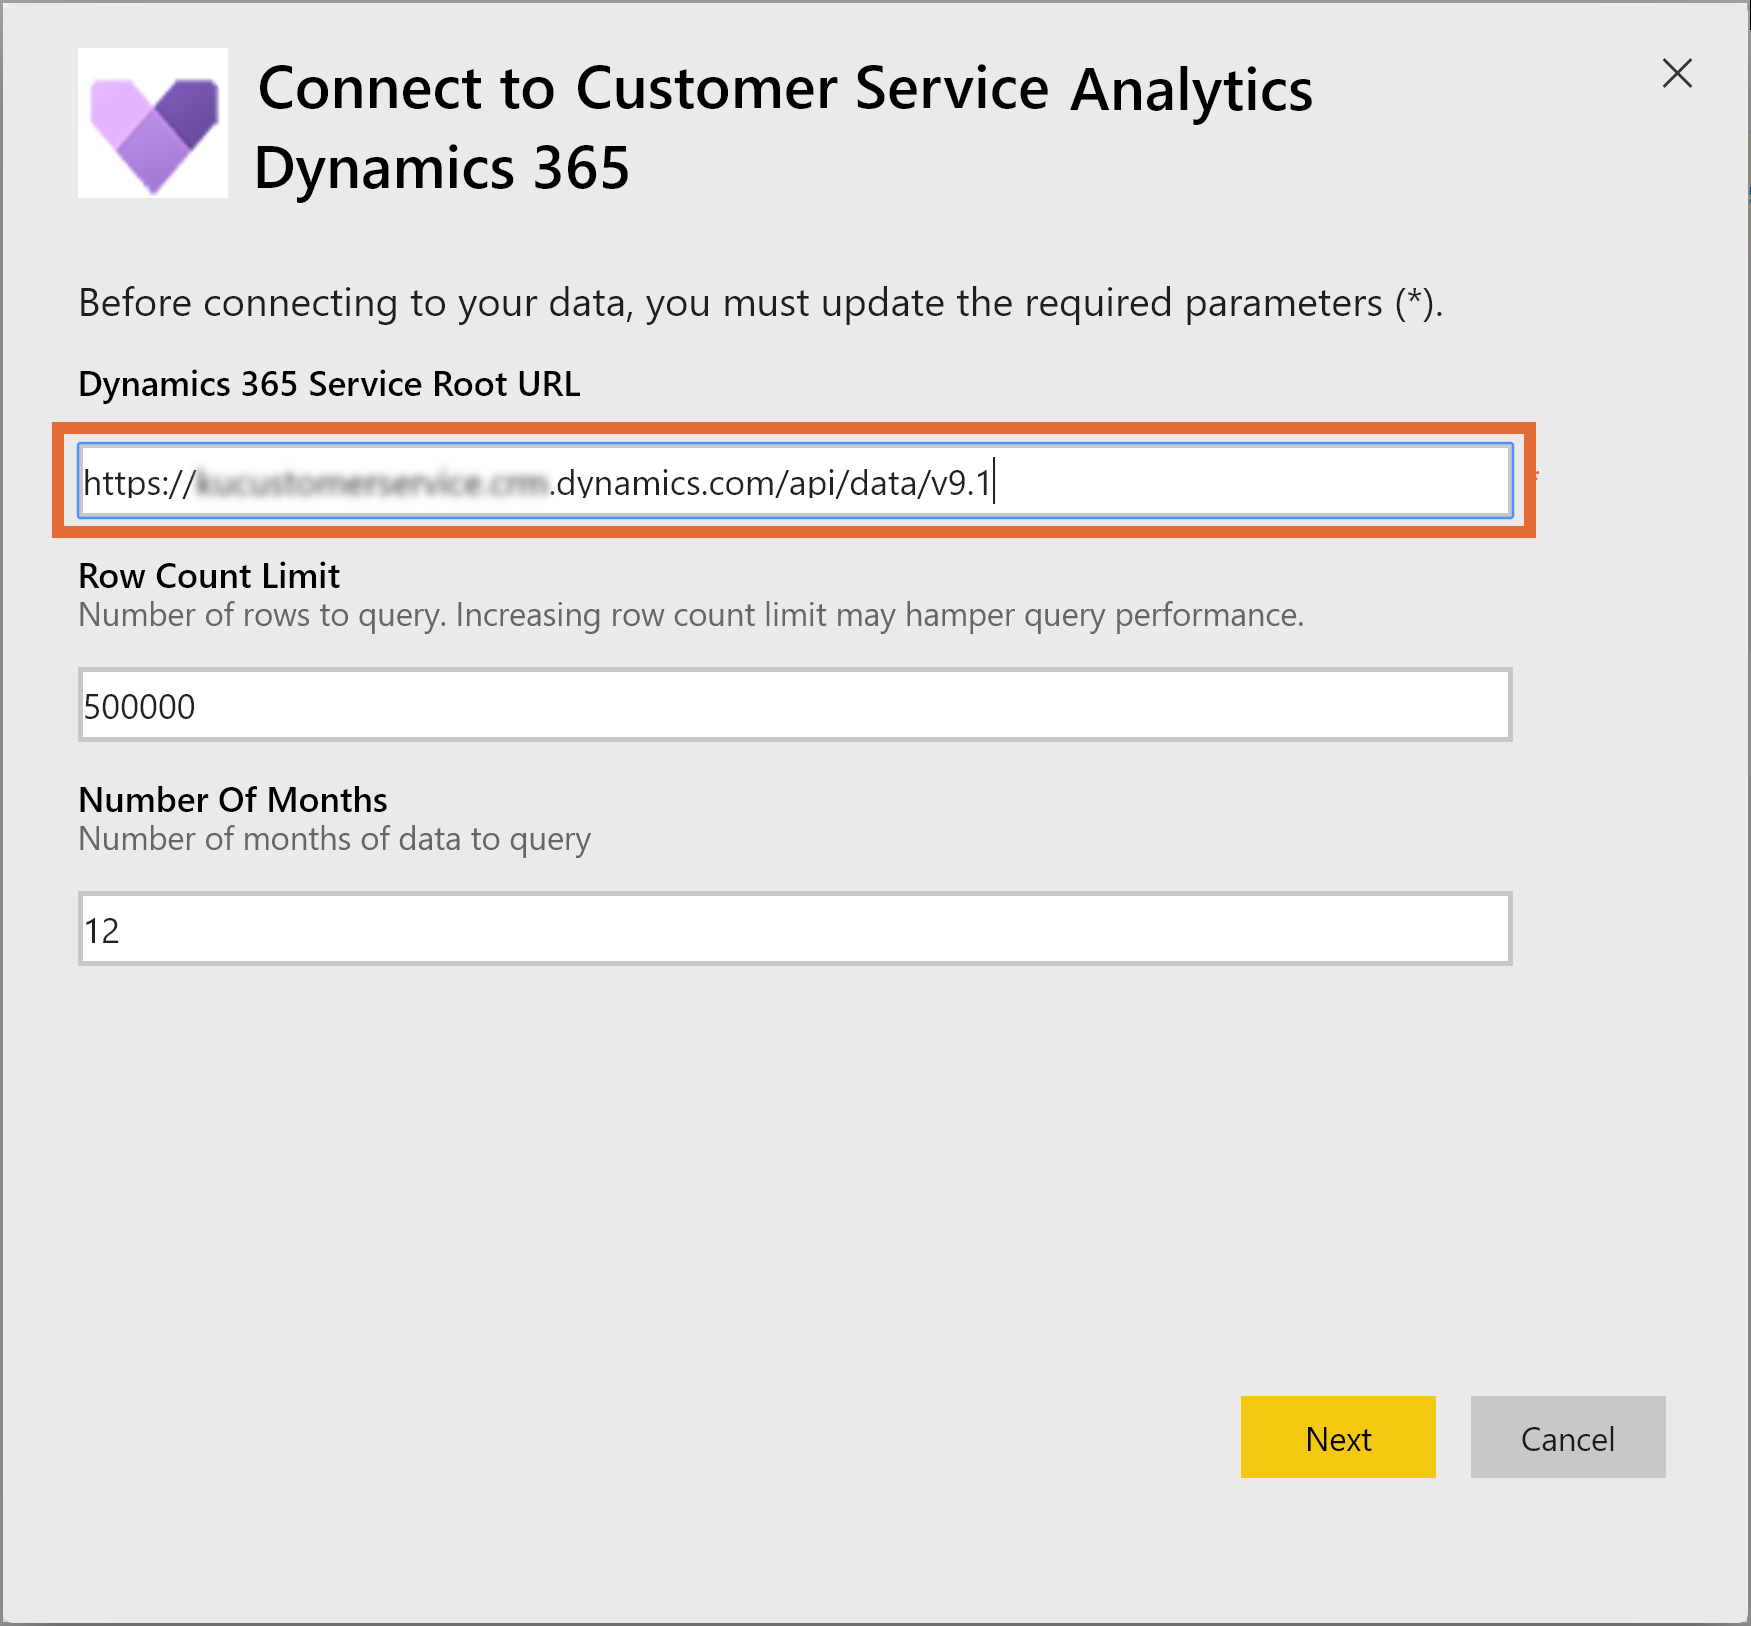 Connect to Customer Service Analytics
Dynamics 365
Before connecting to your data, you must update the required parameters (*).
Dynamics 365 Service Root URL
https://kucustomerservice.crm.dynamics.com/api/data/v9.1
*
Row Count Limit
Number of rows to query. Increasing row count limit may hamper query performance.
500000
Number Of Months
Number of months of data to query
12
Next
Cancel